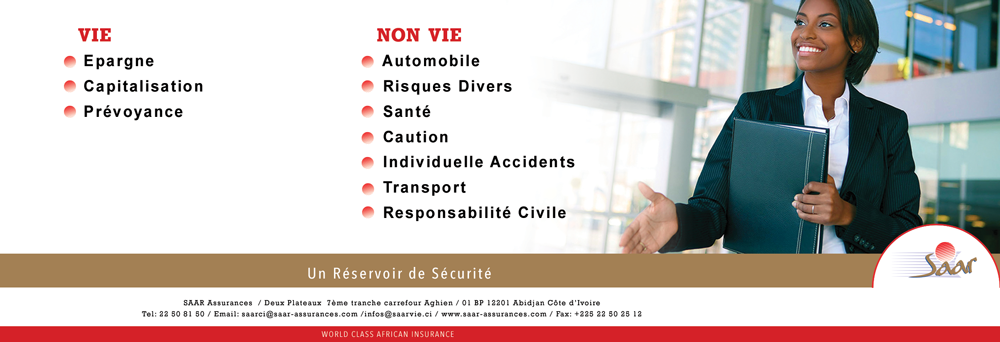 VIE
Epargne
Capitalisation
Prévoyance
NON VIE
Automobile
Risques Divers
Santé
Caution
Individuelle Accidents
Transport
Responsabilité Civile
Un Réservoir de Sécurité
Saar
SAAR Assurances / Deux Plateaux 7ème tranche carrefour Aghien / 01 BP 12201 Abidjan Côte d'Ivoire
Tel: 22 50 81 50 / Email: saarci@saar-assurances.com /infos@saarvie.ci / www.saar-assurances.com / Fax: +225 22 50 25 12
WORLD CLASS AFRICAN INSURANCE